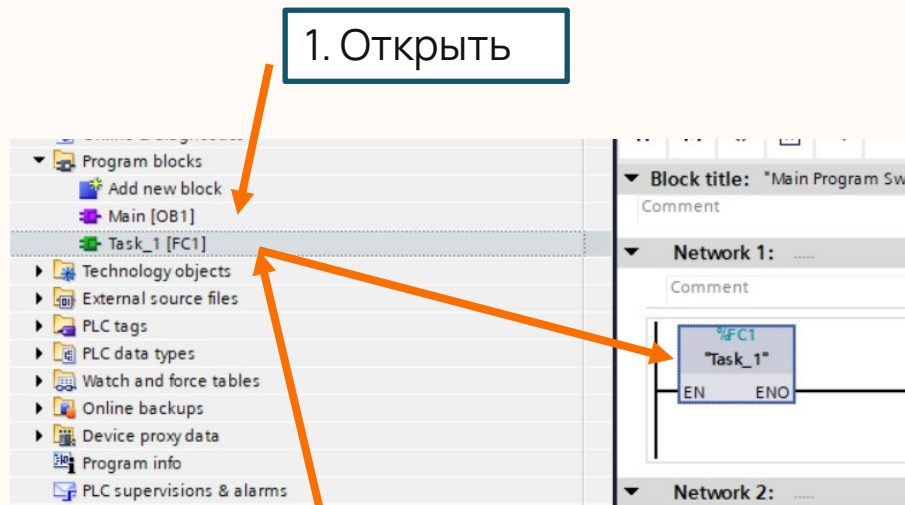 1. Открыть
Program blocks
Add new block
Main [OB1]
Task_1 [FC1]
Technology objects
External source files
PLC tags
PLC data types
Watch and force tables
Online backups
Device proxy data
Program info
PLC supervisions & alarms
Block title: "Main Program Sw
Comment
Network 1: .....
Comment
%FC1
"Task_1"
EN ENO
Network 2: .....